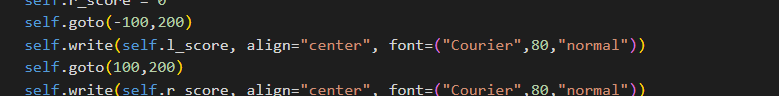 self.r_score = 0
self.goto(-100,200)
self.write(self.l_score, align="center", font=("Courier",80,"normal"))
self.goto(100,200)
self.write(self.r_score, align="center", font=("Courier",80,"normal"))